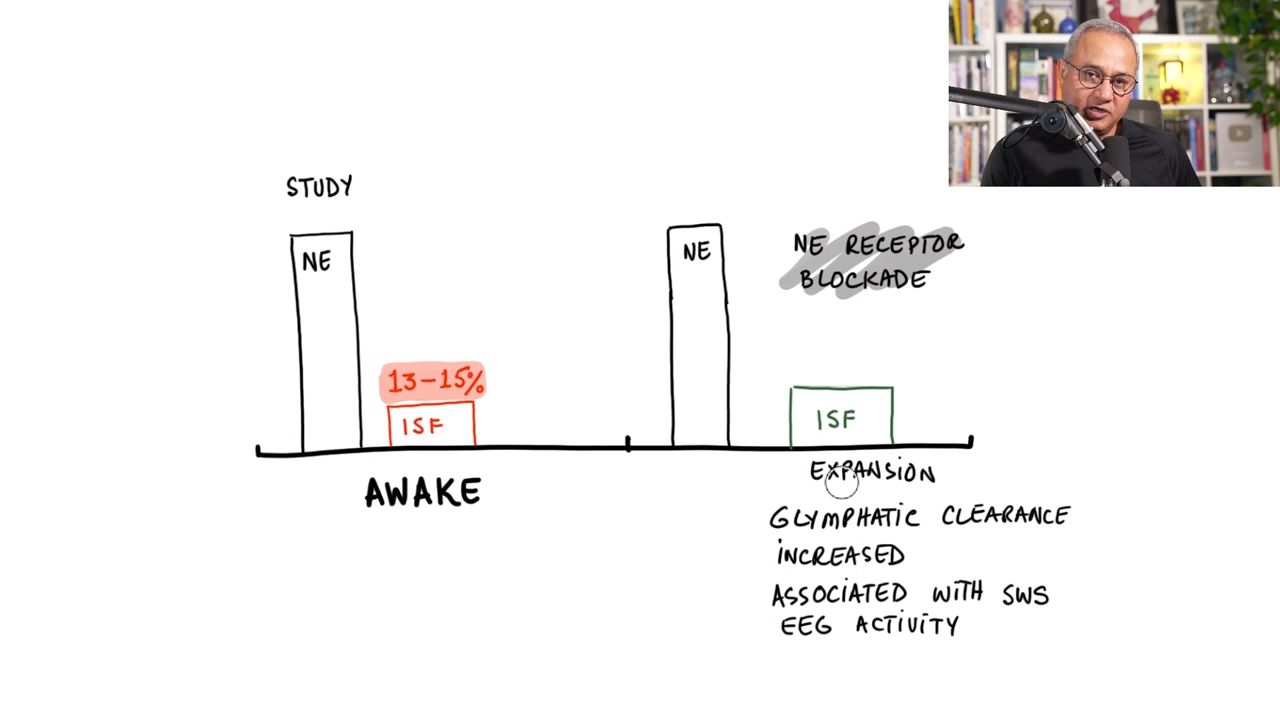 STUDY
NE
13-15%
ISF
AWAKE
NE
NE RECEPTOR
BLOCKADE
ISF
EXPANSION
GLYMPHATIC CLEARANCE
INCREASED
ASSOCIATED WITH SWS
EEG ACTIVITY